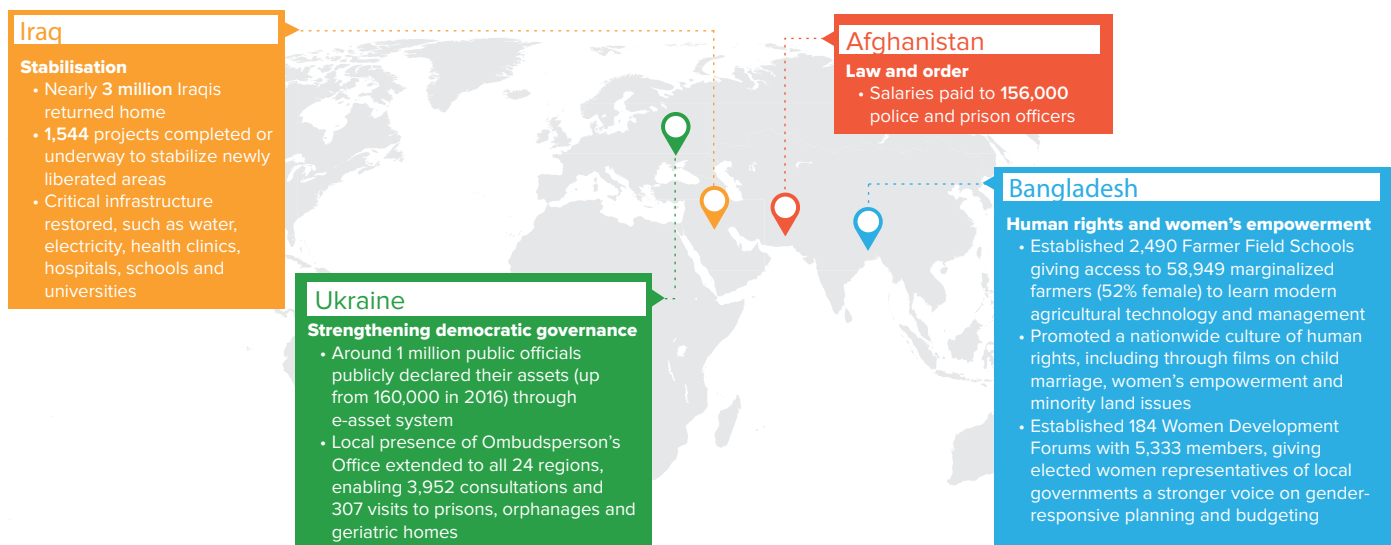 Iraq
Stabilisation
• Nearly 3 million Iraqis
returned home
• 1,544 projects completed or
underway to stabilize newly
liberated areas
• Critical infrastructure
restored, such as water,
electricity, health clinics,
hospitals, schools and
universities
Afghanistan
Law and order
• Salaries paid to 156,000
police and prison officers
Ukraine
Strengthening democratic governance
• Around 1 million public officials
publicly declared their assets (up
from 160,000 in 2016) through
e-asset system
• Local presence of Ombudsperson's
Office extended to all 24 regions,
enabling 3,952 consultations and
307 visits to prisons, orphanages and
geriatric homes
Bangladesh
Human rights and women's empowerment
• Established 2,490 Farmer Field Schools
giving access to 58,949 marginalized
farmers (52% female) to learn modern
agricultural technology and management
• Promoted a nationwide culture of human
rights, including through films on child
marriage, women's empowerment and
minority land issues
• Established 184 Women Development
Forums with 5,333 members, giving
elected women representatives of local
governments a stronger voice on gender-
responsive planning and budgeting